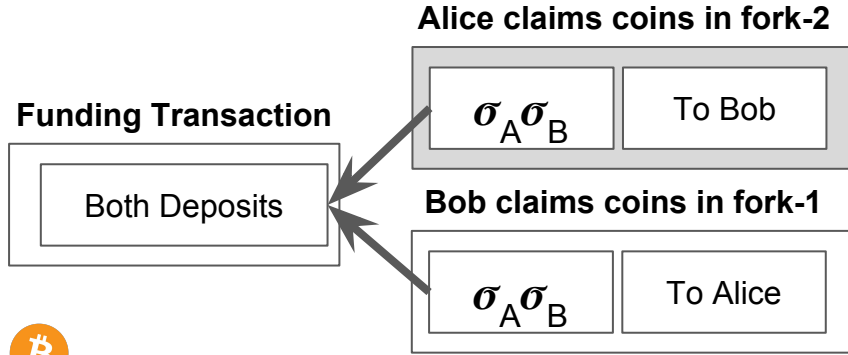 Alice claims coins in fork-2
σAσB
To Bob
Funding Transaction
Both Deposits
Bob claims coins in fork-1
σAσB
To Alice